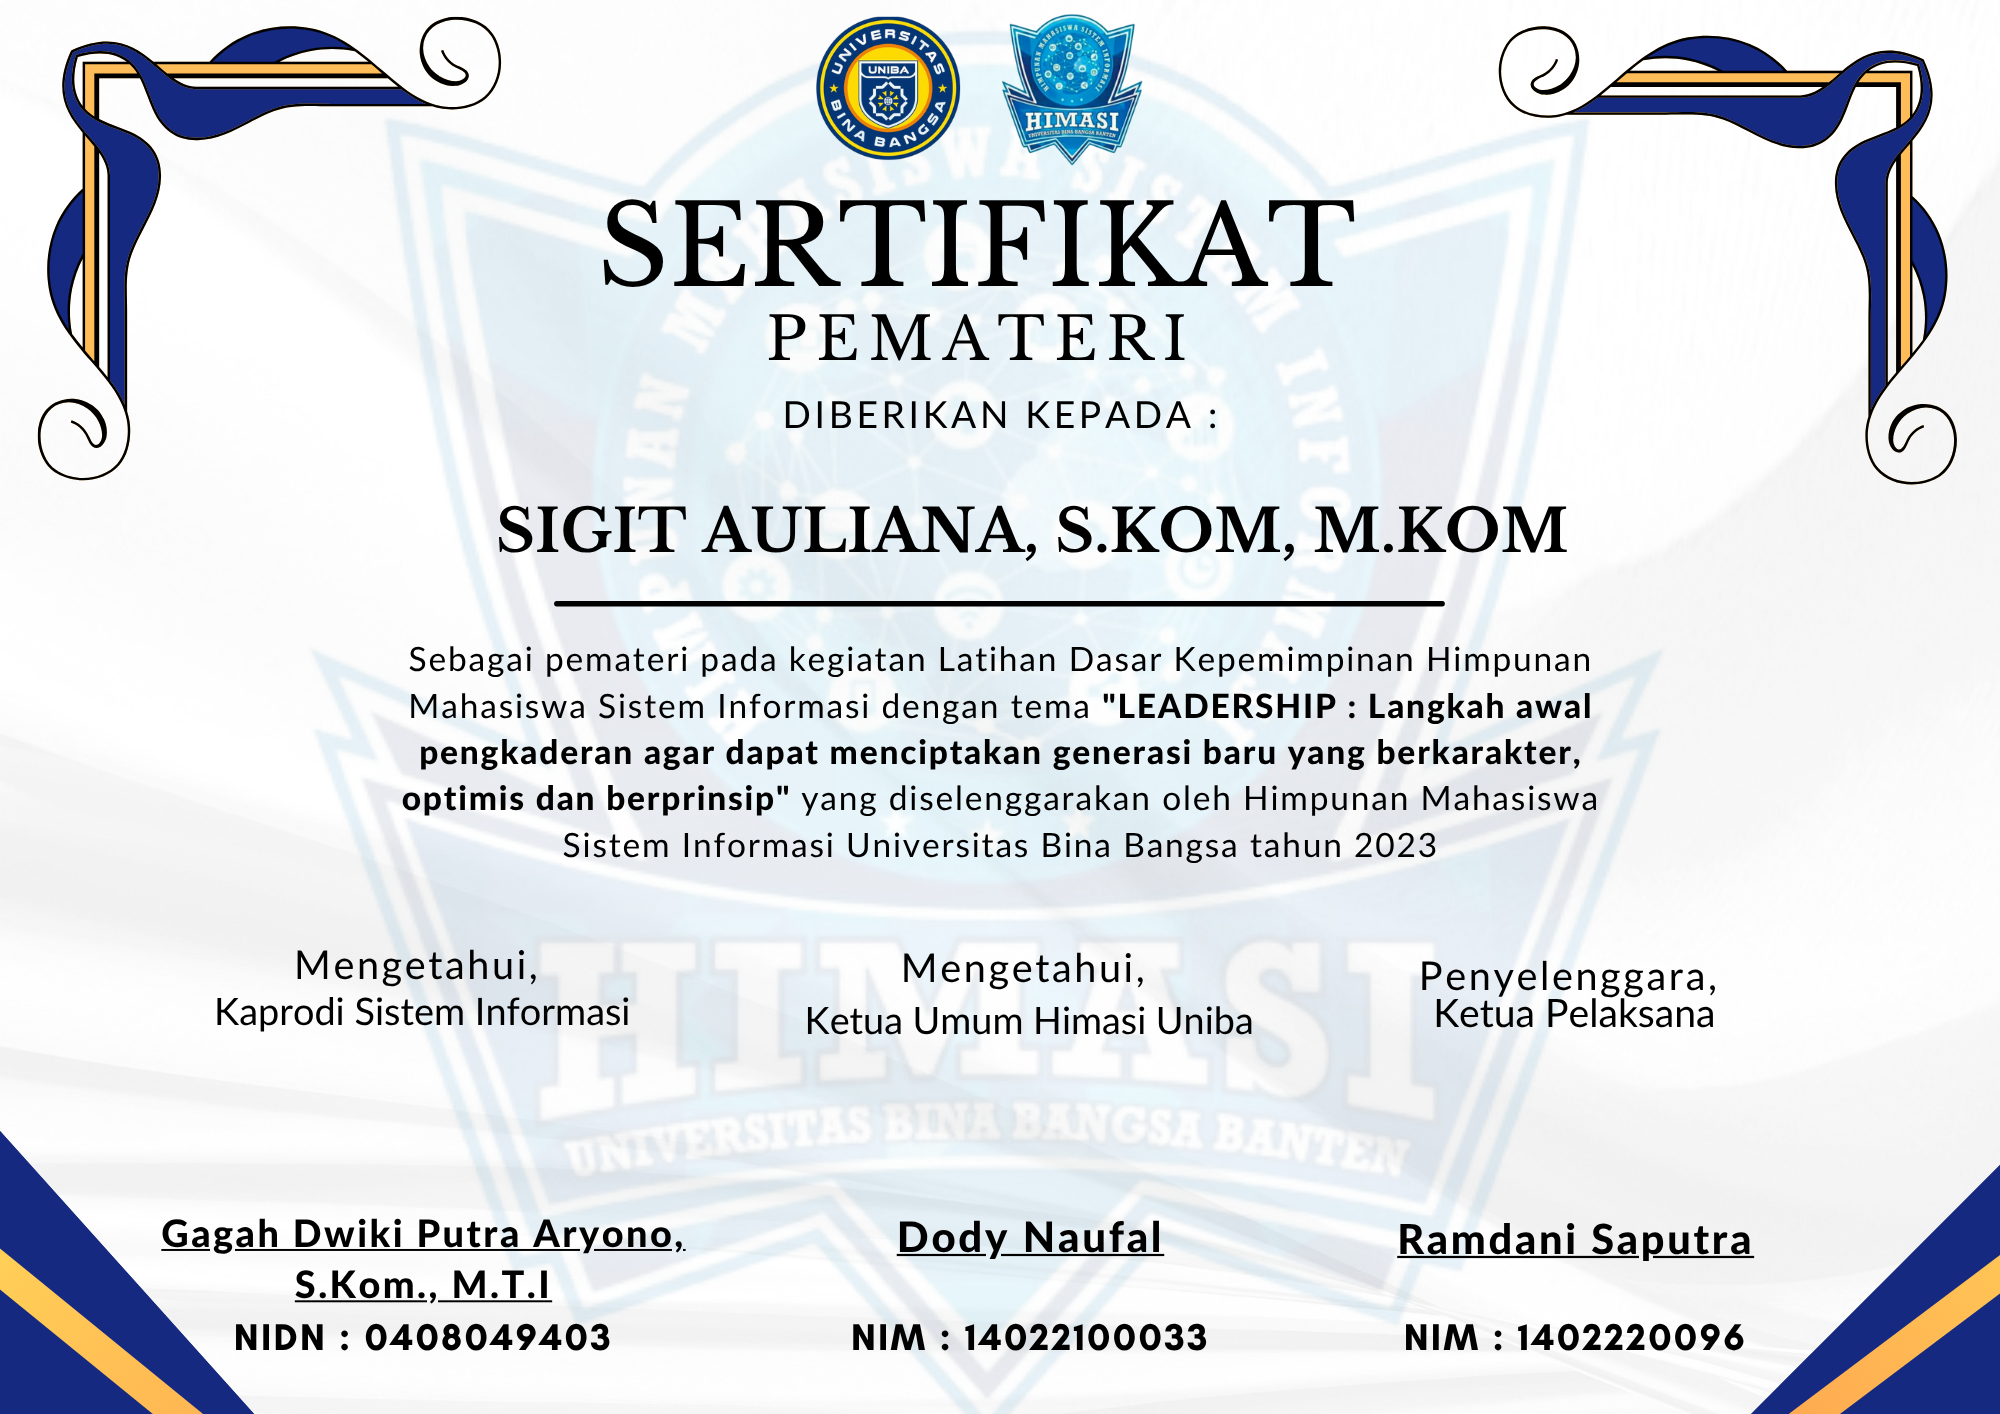 UNIVERSITAS
UNIBA
BINA BANGSA
HIMPUNAN MAHASISWA SISTEM INFORMASI
HIMASI
UNIVERSITAS BINA BANGSA BANTEN
SERTIFIKAT
PEMATERI
DIBERIKAN KEPADA :
SIGIT AULIANA, S.KOM, M.KOM
Sebagai pemateri pada kegiatan Latihan Dasar Kepemimpinan Himpunan
Mahasiswa Sistem Informasi dengan tema "LEADERSHIP : Langkah awal
pengkaderan agar dapat menciptakan generasi baru yang berkarakter,
optimis dan berprinsip" yang diselenggarakan oleh Himpunan Mahasiswa
Sistem Informasi Universitas Bina Bangsa tahun 2023
Mengetahui,
Kaprodi Sistem Informasi
Mengetahui,
Ketua Umum Himasi Uniba
Penyelenggara,
Ketua Pelaksana
HIMASI
UNIVERSITAS BINA BANGSA BANTEN
Gagah Dwiki Putra Aryono,
S.Kom., M.T.I
NIDN : 0408049403
Dody Naufal
NIM : 14022100033
Ramdani Saputra
NIM : 1402220096